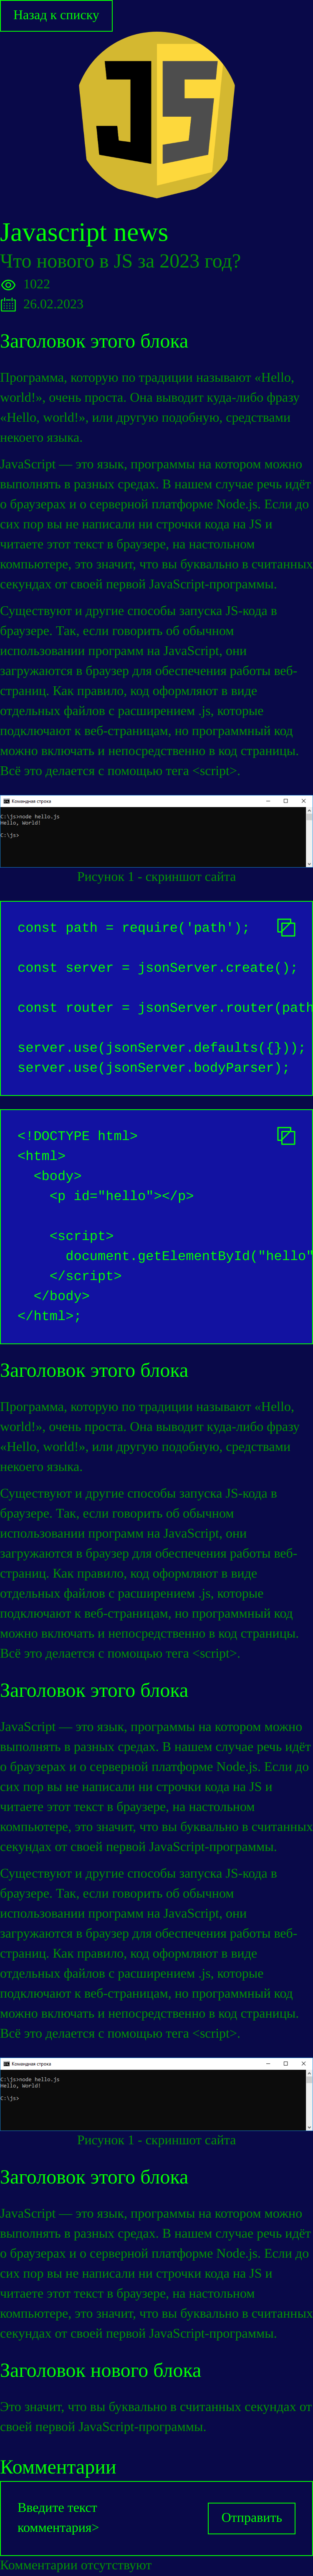 Назад к списку
JS
Javascript news
Что нового в JS за 2023 год?
1022
26.02.2023
Заголовок этого блока
Программа, которую по традиции называют «Hello,
world!», очень проста. Она выводит куда-либо фразу
«Hello, world!», или другую подобную, средствами
некоего языка.
JavaScript — это язык, программы на котором можно
выполнять в разных средах. В нашем случае речь идёт
о браузерах и о серверной платформе Node.js. Если до
сих пор вы не написали ни строчки кода на JS и
читаете этот текст в браузере, на настольном
компьютере, это значит, что вы буквально в считанных
секундах от своей первой JavaScript-программы.
Существуют и другие способы запуска JS-кода в
браузере. Так, если говорить об обычном
использовании программ на JavaScript, они
загружаются в браузер для обеспечения работы веб-
страниц. Как правило, код оформляют в виде
отдельных файлов с расширением .js, которые
подключают к веб-страницам, но программный код
можно включать и непосредственно в код страницы.
Всё это делается с помощью тега <script>.
Командная строка
C:\js>node hello.js
Hello, World!
C:\js>
Рисунок 1 - скриншот сайта
const path = require('path');
const server = jsonServer.create();
const router = jsonServer.router(path
server.use(jsonServer.defaults({}));
server.use(jsonServer.bodyParser);
<!DOCTYPE html>
<html>
<body>
<p id="hello"></p>
<script>
document.getElementById("hello"
</script>
</body>
</html>;
Заголовок этого блока
Программа, которую по традиции называют «Hello,
world!», очень проста. Она выводит куда-либо фразу
«Hello, world!», или другую подобную, средствами
некоего языка.
Существуют и другие способы запуска JS-кода в
браузере. Так, если говорить об обычном
использовании программ на JavaScript, они
загружаются в браузер для обеспечения работы веб-
страниц. Как правило, код оформляют в виде
отдельных файлов с расширением .js, которые
подключают к веб-страницам, но программный код
можно включать и непосредственно в код страницы.
Всё это делается с помощью тега <script>.
Заголовок этого блока
JavaScript — это язык, программы на котором можно
выполнять в разных средах. В нашем случае речь идёт
о браузерах и о серверной платформе Node.js. Если до
сих пор вы не написали ни строчки кода на JS и
читаете этот текст в браузере, на настольном
компьютере, это значит, что вы буквально в считанных
секундах от своей первой JavaScript-программы.
Существуют и другие способы запуска JS-кода в
браузере. Так, если говорить об обычном
использовании программ на JavaScript, они
загружаются в браузер для обеспечения работы веб-
страниц. Как правило, код оформляют в виде
отдельных файлов с расширением .js, которые
подключают к веб-страницам, но программный код
можно включать и непосредственно в код страницы.
Всё это делается с помощью тега <script>.
Командная строка
C:\js>node hello.js
Hello, World!
C:\js>
Рисунок 1 - скриншот сайта
Заголовок этого блока
JavaScript — это язык, программы на котором можно
выполнять в разных средах. В нашем случае речь идёт
о браузерах и о серверной платформе Node.js. Если до
сих пор вы не написали ни строчки кода на JS и
читаете этот текст в браузере, на настольном
компьютере, это значит, что вы буквально в считанных
секундах от своей первой JavaScript-программы.
Заголовок нового блока
Это значит, что вы буквально в считанных секундах от
своей первой JavaScript-программы.
Комментарии
Введите текст
комментария>
Отправить
Комментарии отсутствуют